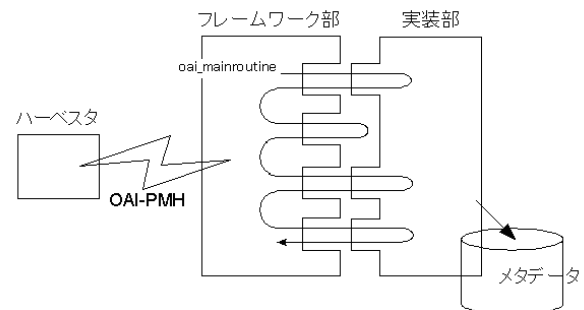 フレームワーク部
実装部
oai_mainroutine
ハーベスタ
OAI-PMH
メタデータ